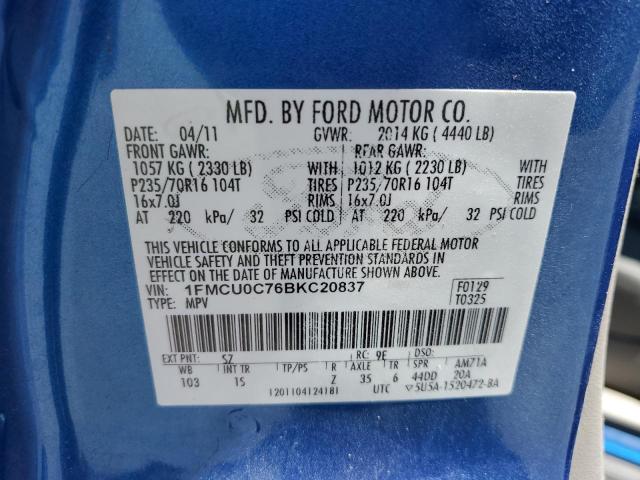 MFD. BY FORD MOTOR CO.
DATE: 04/11 GVWR: 2014 KG ( 4440 LB)
FRONT GAWR: REAR GAWR:
1057 KG ( 2330 LB) WITH 1012 KG ( 2230 LB) WITH
P235/70R16 104T TIRES P235/70R16 104T TIRES
16x7.0J RIMS 16x7.0J RIMS
AT 220 kPa/ 32 PSI COLD AT 220 kPa/ 32 PSI COLD
THIS VEHICLE CONFORMS TO ALL APPLICABLE FEDERAL MOTOR
VEHICLE SAFETY AND THEFT PREVENTION STANDARDS IN
EFFECT ON THE DATE OF MANUFACTURE SHOWN ABOVE.
VIN: 1FMCU0C76BKC20837 F0129
TYPE: MPV T0325
EXT PNT: SZ RC: 9E DSO:
WB INT TR TP/PS R AXLE TR SPR AM71A
103 1S Z 35 6 44DD 20A
12011041241B1 UTC ▽5U5A-1520472-BA